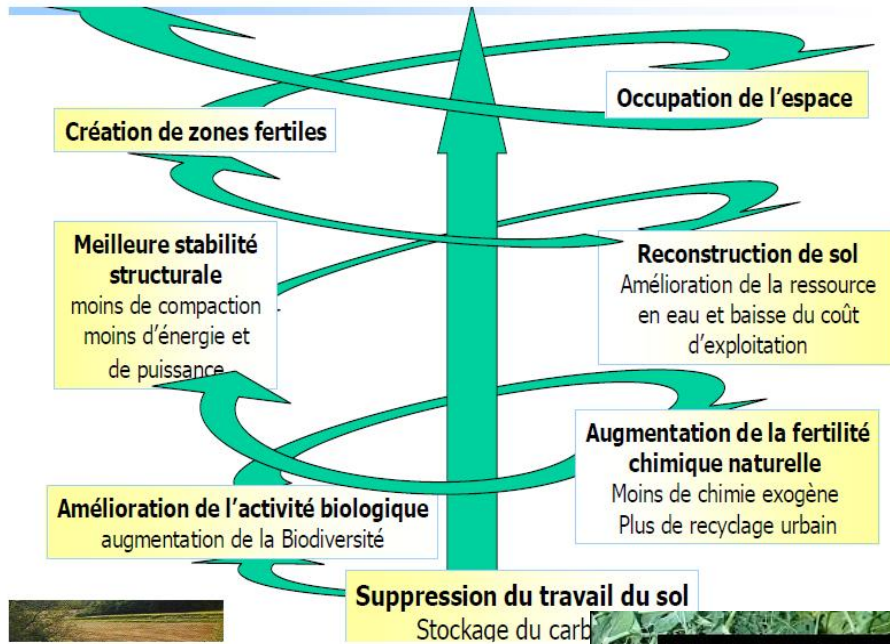 Occupation de l'espace
Création de zones fertiles
Meilleure stabilité
structurale
moins de compaction
moins d'énergie et
de puissance
Reconstruction de sol
Amélioration de la ressource
en eau et baisse du coût
d'exploitation
Augmentation de la fertilité
chimique naturelle
Moins de chimie exogène
Plus de recyclage urbain
Amélioration de l'activité biologique
augmentation de la Biodiversité
Suppression du travail du sol
Stockage du